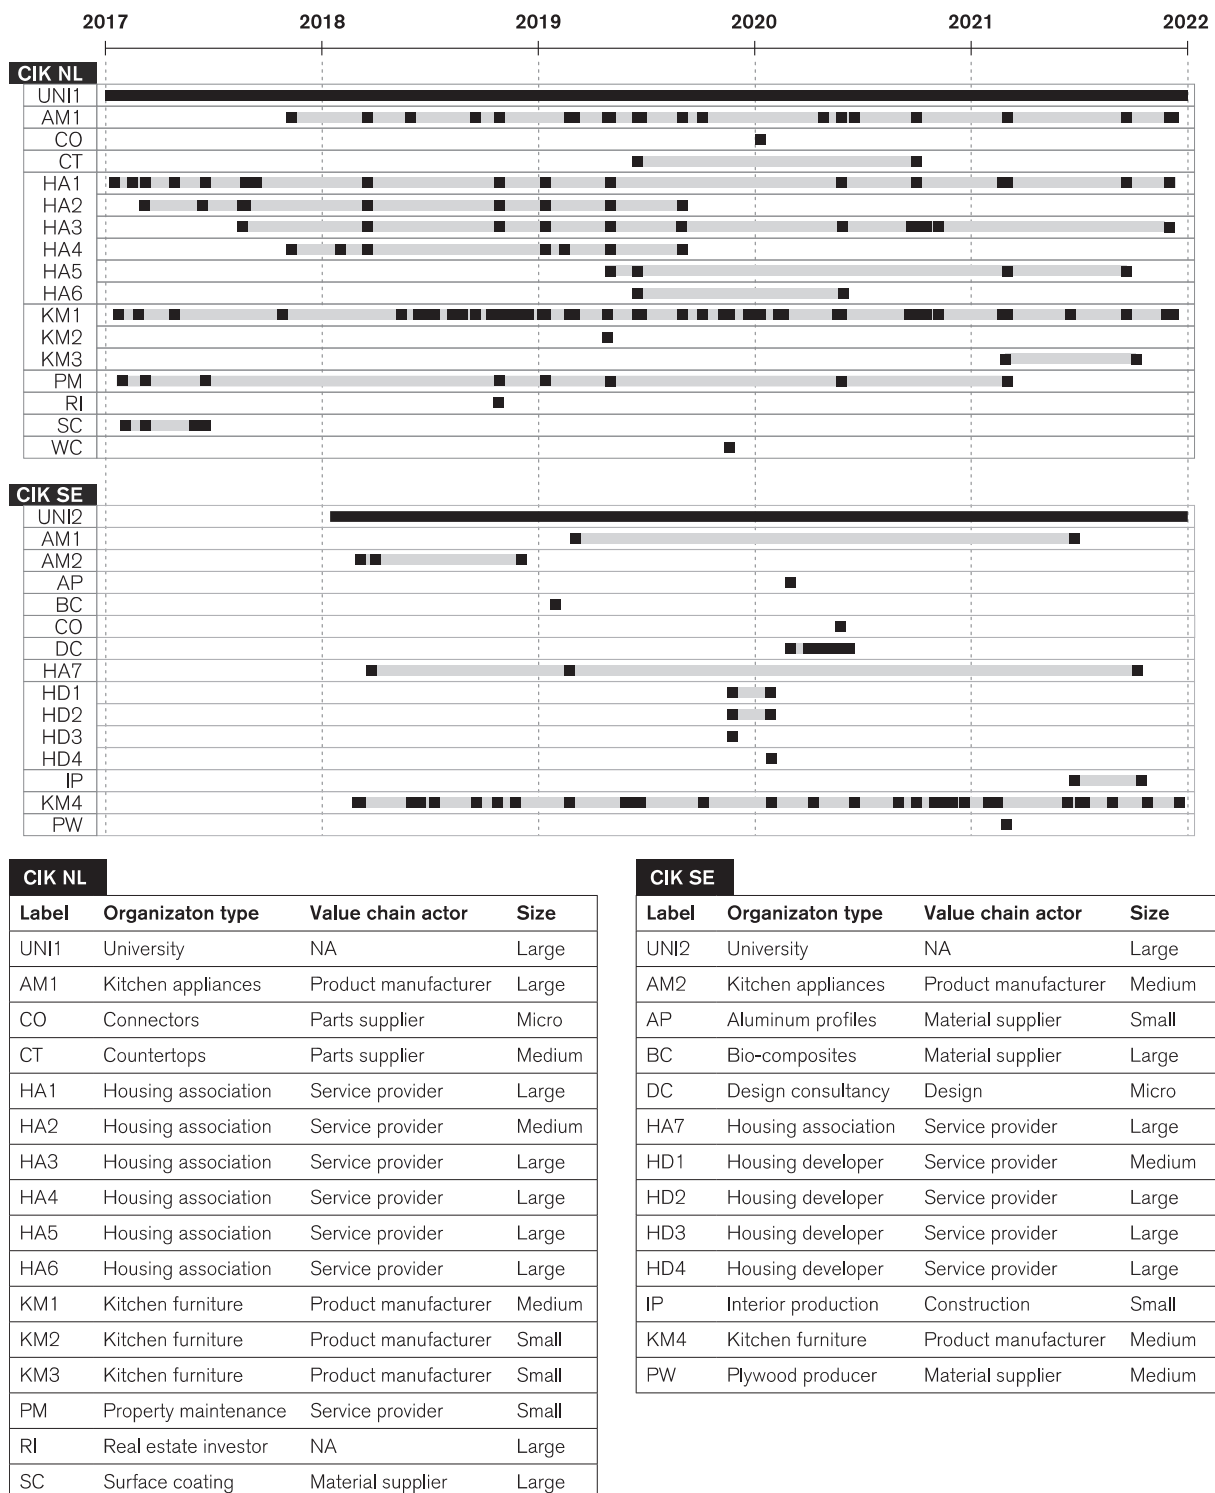 2017 2018 2019 2020 2021 2022
CIK NL
UNI1
AM1
CO
CT
HA1
HA2
HA3
HA4
HA5
HA6
KM1
KM2
KM3
PM
RI
SC
WC
CIK SE
UNI2
AM1
AM2
AP
BC
CO
DC
HA7
HD1
HD2
HD3
HD4
IP
KM4
PW
CIK NL
Label Organizaton type Value chain actor Size
UNI1 University NA Large
AM1 Kitchen appliances Product manufacturer Large
CO Connectors Parts supplier Micro
CT Countertops Parts supplier Medium
HA1 Housing association Service provider Large
HA2 Housing association Service provider Medium
HA3 Housing association Service provider Large
HA4 Housing association Service provider Large
HA5 Housing association Service provider Large
HA6 Housing association Service provider Large
KM1 Kitchen furniture Product manufacturer Medium
KM2 Kitchen furniture Product manufacturer Small
KM3 Kitchen furniture Product manufacturer Small
PM Property maintenance Service provider Small
RI Real estate investor NA Large
SC Surface coating Material supplier Large
CIK SE
Label Organizaton type Value chain actor Size
UNI2 University NA Large
AM2 Kitchen appliances Product manufacturer Medium
AP Aluminum profiles Material supplier Small
BC Bio-composites Material supplier Large
DC Design consultancy Design Micro
HA7 Housing association Service provider Large
HD1 Housing developer Service provider Medium
HD2 Housing developer Service provider Large
HD3 Housing developer Service provider Large
HD4 Housing developer Service provider Large
IP Interior production Construction Small
KM4 Kitchen furniture Product manufacturer Medium
PW Plywood producer Material supplier Medium